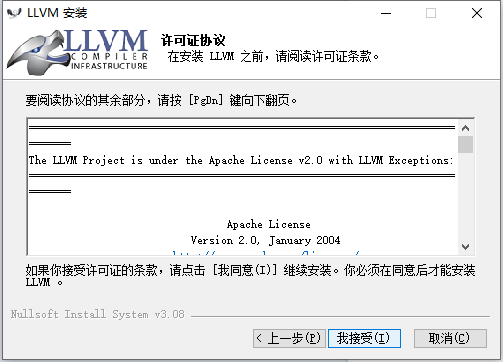 LLVM 安装
LLVM
COMPILER
INFRASTRUCTURE
许可证协议
在安装 LLVM 之前，请阅读许可证条款。
要阅读协议的其余部分，请按 [PgDn] 键向下翻页。
==============================================================================
The LLVM Project is under the Apache License v2.0 with LLVM Exceptions:
==============================================================================
Apache License
Version 2.0, January 2004
如果你接受许可证的条款，请点击 [我同意(I)] 继续安装。你必须在同意后才能安装
LLVM 。
Nullsoft Install System v3.08
< 上一步(P)
我接受(I)
取消(C)